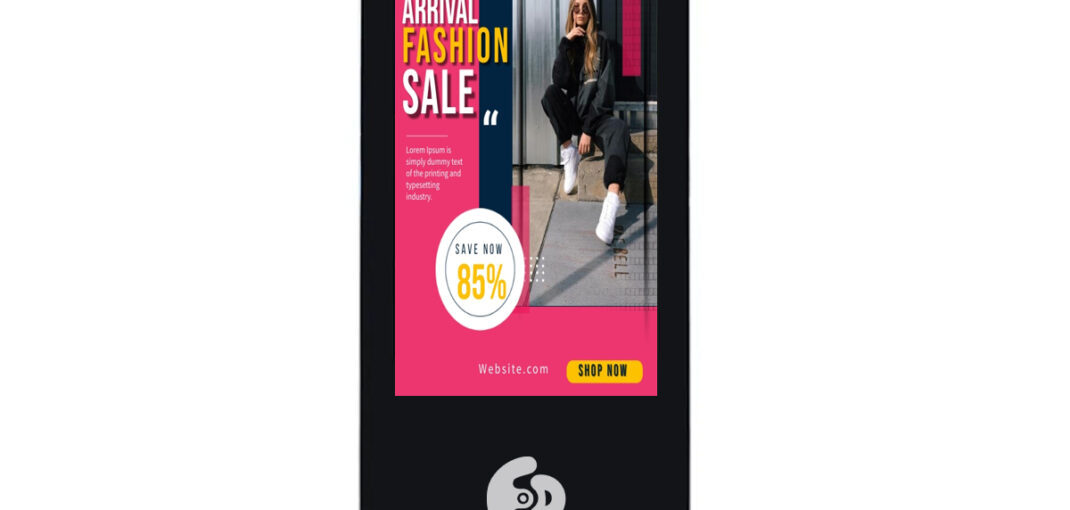 ARRIVAL
FASHION
SALE
“
Lorem Ipsum is
simply dummy text
of the printing and
typesetting
industry.
SAVE NOW
85%
Website.com
SHOP NOW